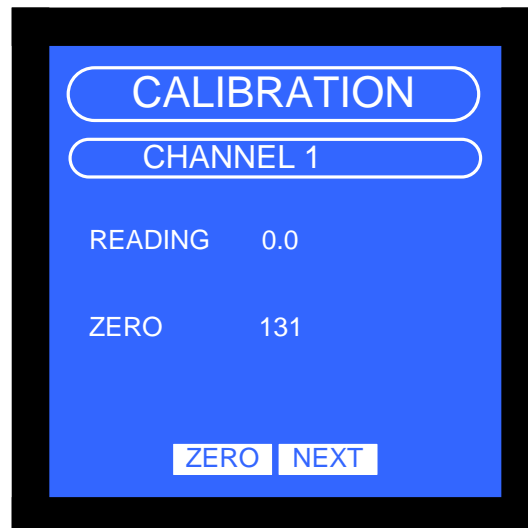 CALIBRATION
CHANNEL 1
READING 0.0
ZERO 131
ZERO NEXT